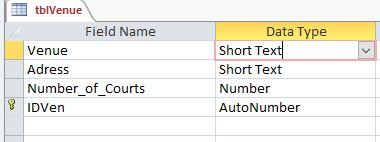 tblVenue
Field Name Data Type
Venue Short Text
Adress Short Text
Number_of_Courts Number
IDVen AutoNumber